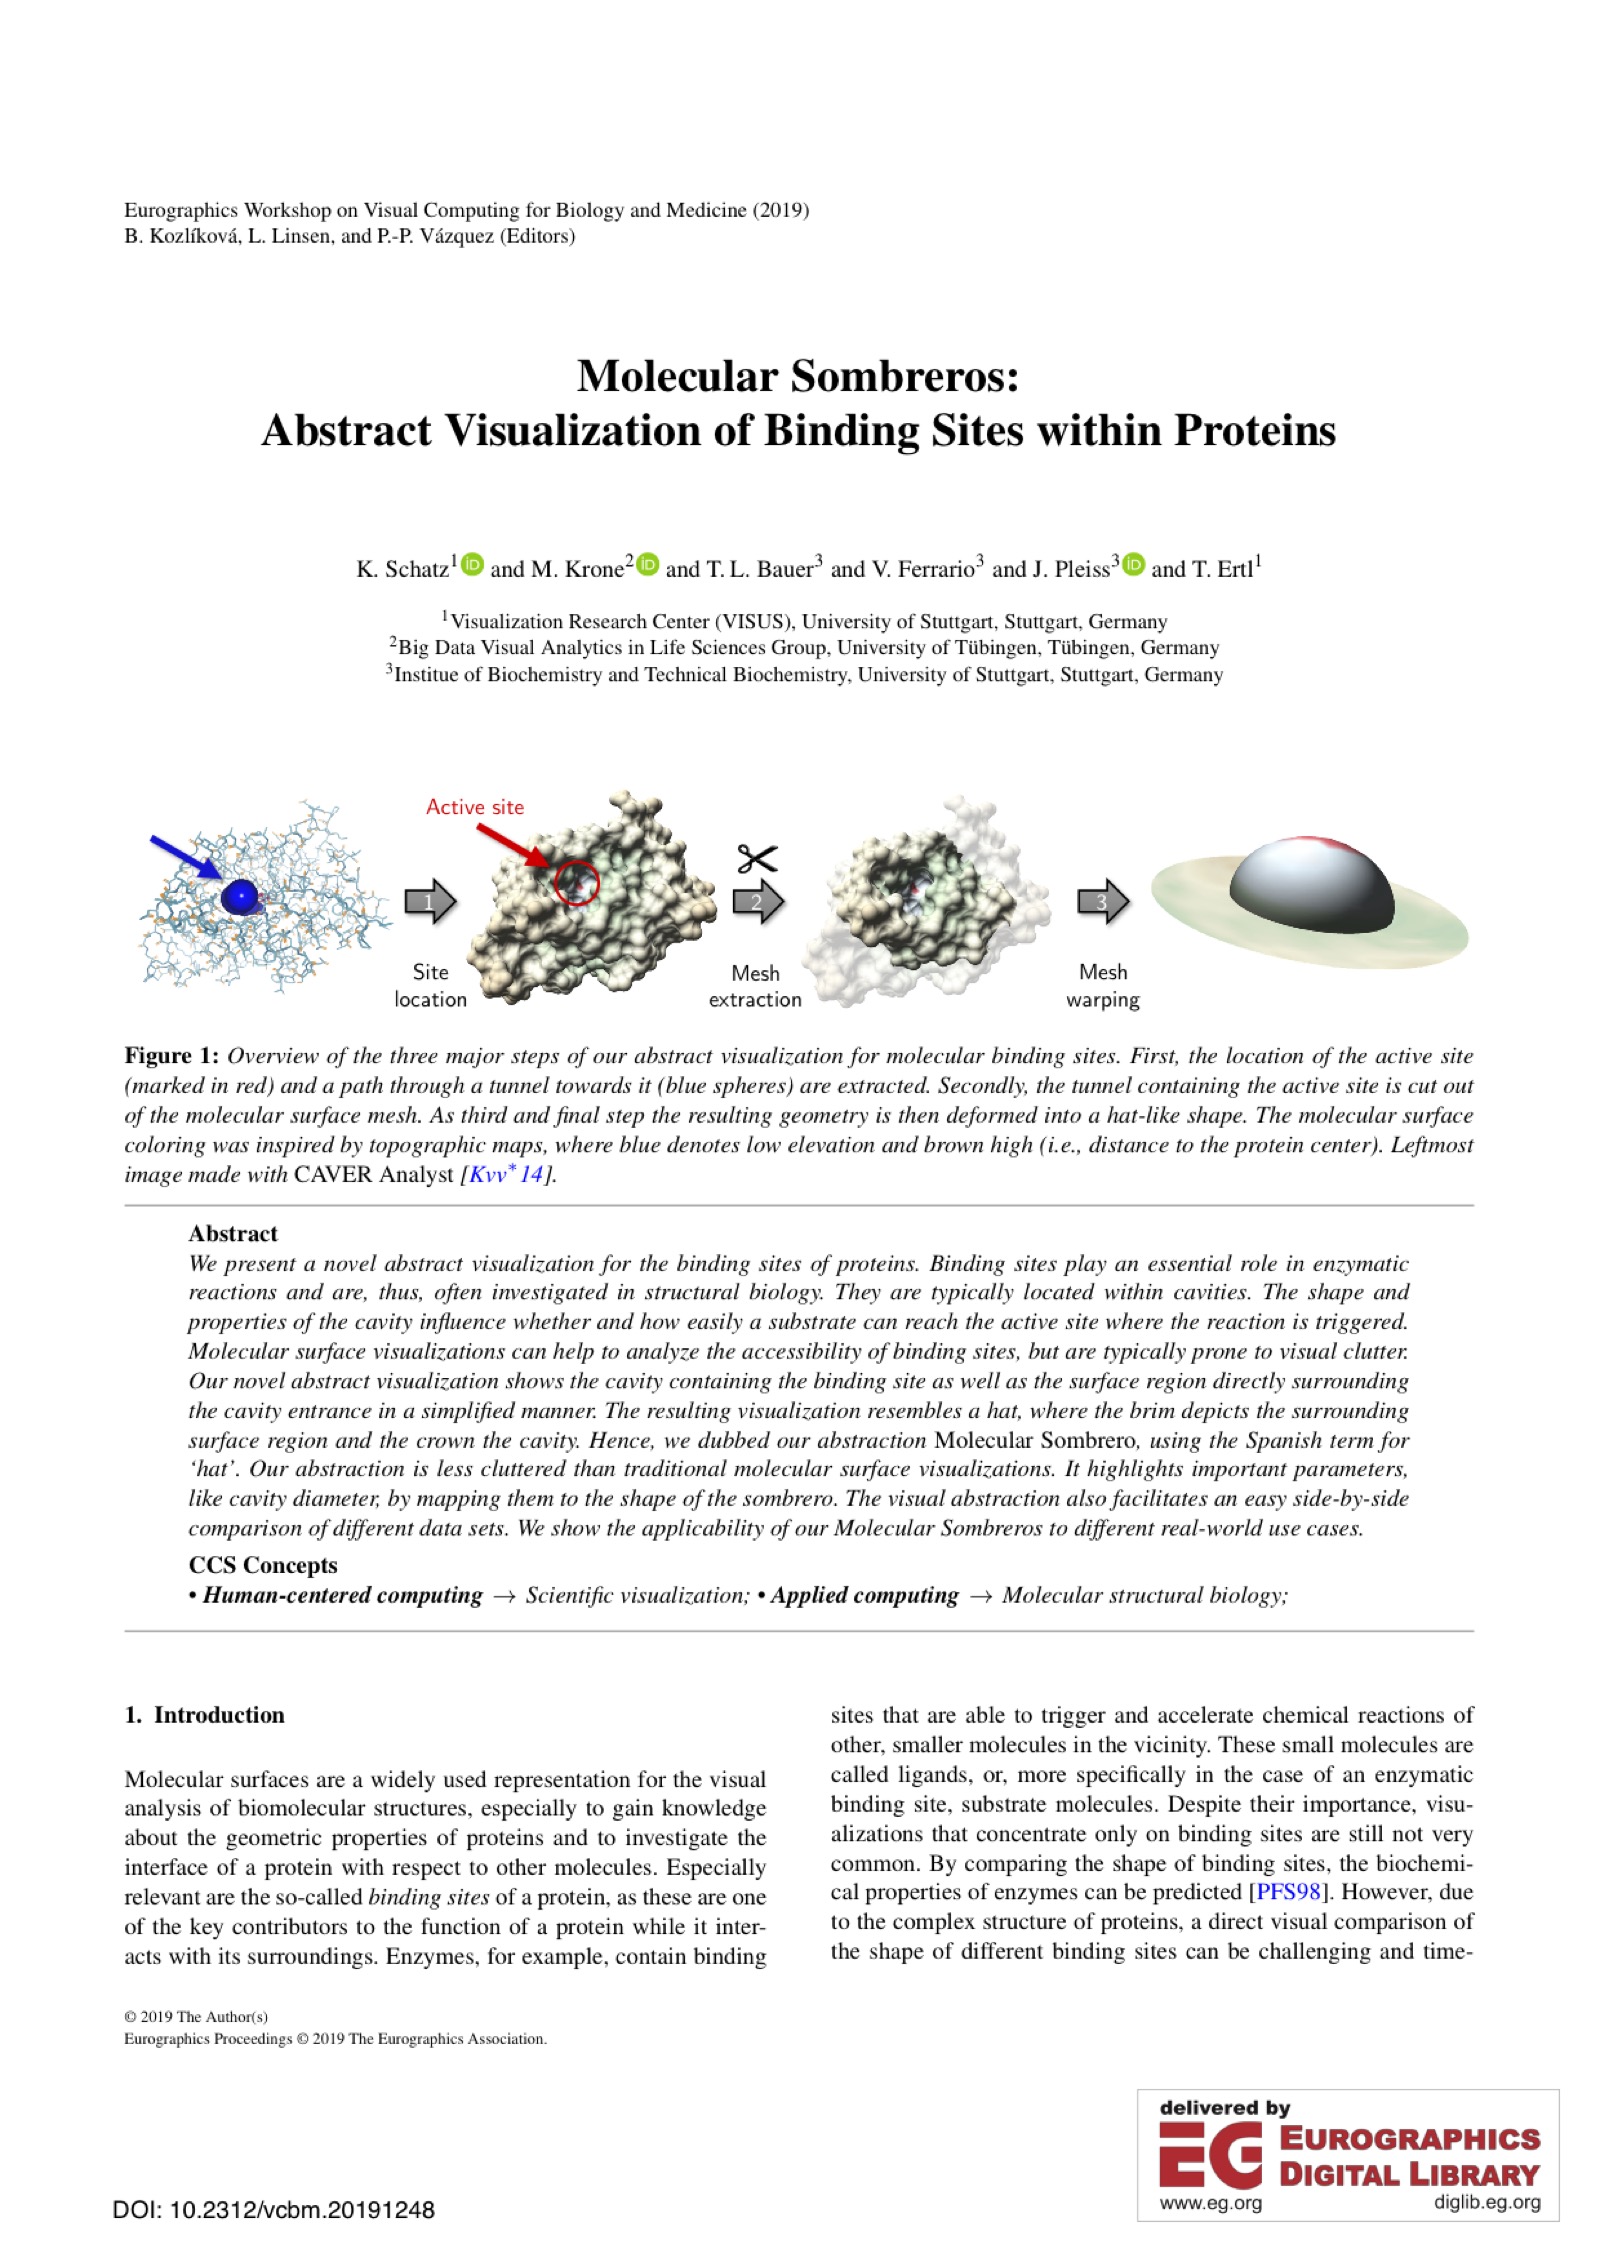 Eurographics Workshop on Visual Computing for Biology and Medicine (2019)
B. Kozlíková, L. Linsen, and P.-P. Vázquez (Editors)
Molecular Sombreros:
Abstract Visualization of Binding Sites within Proteins
K. Schatz¹ iD and M. Krone² iD and T. L. Bauer³ and V. Ferrario³ and J. Pleiss³ iD and T. Ertl¹
¹Visualization Research Center (VISUS), University of Stuttgart, Stuttgart, Germany
²Big Data Visual Analytics in Life Sciences Group, University of Tübingen, Tübingen, Germany
³Institue of Biochemistry and Technical Biochemistry, University of Stuttgart, Stuttgart, Germany
Active site
1
2
3
Site
location
Mesh
extraction
Mesh
warping
Figure 1: Overview of the three major steps of our abstract visualization for molecular binding sites. First, the location of the active site
(marked in red) and a path through a tunnel towards it (blue spheres) are extracted. Secondly, the tunnel containing the active site is cut out
of the molecular surface mesh. As third and final step the resulting geometry is then deformed into a hat-like shape. The molecular surface
coloring was inspired by topographic maps, where blue denotes low elevation and brown high (i.e., distance to the protein center). Leftmost
image made with CAVER Analyst [Kvv*14].
Abstract
We present a novel abstract visualization for the binding sites of proteins. Binding sites play an essential role in enzymatic
reactions and are, thus, often investigated in structural biology. They are typically located within cavities. The shape and
properties of the cavity influence whether and how easily a substrate can reach the active site where the reaction is triggered.
Molecular surface visualizations can help to analyze the accessibility of binding sites, but are typically prone to visual clutter.
Our novel abstract visualization shows the cavity containing the binding site as well as the surface region directly surrounding
the cavity entrance in a simplified manner. The resulting visualization resembles a hat, where the brim depicts the surrounding
surface region and the crown the cavity. Hence, we dubbed our abstraction Molecular Sombrero, using the Spanish term for
‘hat’. Our abstraction is less cluttered than traditional molecular surface visualizations. It highlights important parameters,
like cavity diameter, by mapping them to the shape of the sombrero. The visual abstraction also facilitates an easy side-by-side
comparison of different data sets. We show the applicability of our Molecular Sombreros to different real-world use cases.
CCS Concepts
• Human-centered computing → Scientific visualization; • Applied computing → Molecular structural biology;
1. Introduction
Molecular surfaces are a widely used representation for the visual
analysis of biomolecular structures, especially to gain knowledge
about the geometric properties of proteins and to investigate the
interface of a protein with respect to other molecules. Especially
relevant are the so-called binding sites of a protein, as these are one
of the key contributors to the function of a protein while it inter-
acts with its surroundings. Enzymes, for example, contain binding
sites that are able to trigger and accelerate chemical reactions of
other, smaller molecules in the vicinity. These small molecules are
called ligands, or, more specifically in the case of an enzymatic
binding site, substrate molecules. Despite their importance, visu-
alizations that concentrate only on binding sites are still not very
common. By comparing the shape of binding sites, the biochemi-
cal properties of enzymes can be predicted [PFS98]. However, due
to the complex structure of proteins, a direct visual comparison of
the shape of different binding sites can be challenging and time-
© 2019 The Author(s)
Eurographics Proceedings © 2019 The Eurographics Association.
DOI: 10.2312/vcbm.20191248
delivered by
EG EUROGRAPHICS
DIGITAL LIBRARY
www.eg.org diglib.eg.org